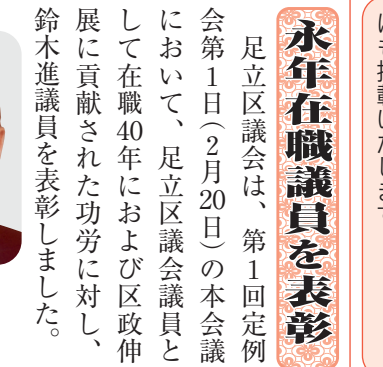 永年在職議員を表彰
足立区議会は、第1回定例
会第1日(2月20日)の本会議
において、足立区議会議員と
して在職40年および区政伸
展に貢献された功労に対し、
鈴木進議員を表彰しました。